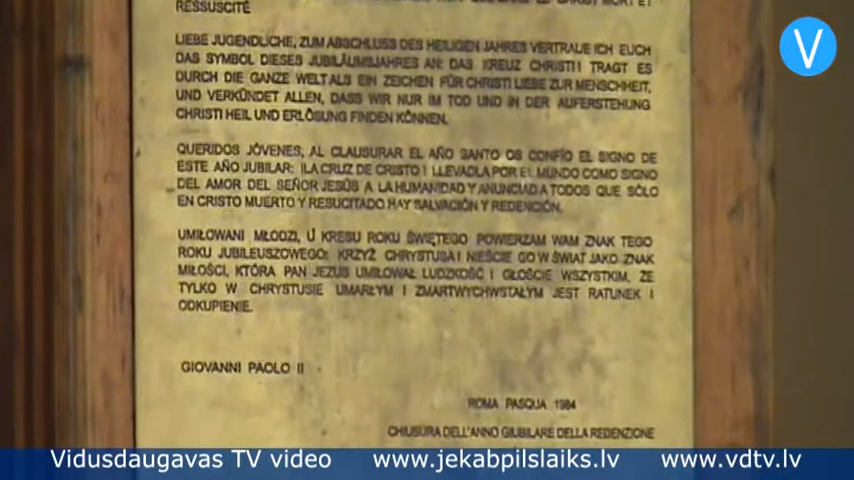 RESSUSCITÉ
LIEBE JUGENDLICHE, ZUM ABSCHLUSS DES HEILIGEN JAHRES VERTRAUE ICH EUCH
DAS SYMBOL DIESES JUBILÄUMSJAHRES AN: DAS KREUZ CHRISTI! TRAGT ES
DURCH DIE GANZE WELT ALS EIN ZEICHEN FÜR CHRISTI LIEBE ZUR MENSCHHEIT,
UND VERKÜNDET ALLEN, DASS WIR NUR IM TOD UND IN DER AUFERSTEHUNG
CHRISTI HEIL UND ERLÖSUNG FINDEN KÖNNEN.
QUERIDOS JÓVENES, AL CLAUSURAR EL AÑO SANTO OS CONFÍO EL SIGNO DE
ESTE AÑO JUBILAR: ¡LA CRUZ DE CRISTO! LLEVADLA POR EL MUNDO COMO SIGNO
DEL AMOR DEL SEÑOR JESÚS A LA HUMANIDAD Y ANUNCIAD A TODOS QUE SÓLO
EN CRISTO MUERTO Y RESUCITADO HAY SALVACIÓN Y REDENCIÓN.
UMIŁOWANI MŁODZI, U KRESU ROKU ŚWIĘTEGO POWIERZAM WAM ZNAK TEGO
ROKU JUBILEUSZOWEGO: KRZYŻ CHRYSTUSA! NIEŚCIE GO W ŚWIAT JAKO ZNAK
MIŁOŚCI, KTÓRĄ PAN JEZUS UMIŁOWAŁ LUDZKOŚĆ I GŁOŚCIE WSZYSTKIM, ŻE
TYLKO W CHRYSTUSIE UMARŁYM I ZMARTWYCHWSTAŁYM JEST RATUNEK I
ODKUPIENIE.
GIOVANNI PAOLO II
ROMA PASQUA 1984
CHIUSURA DELL'ANNO GIUBILARE DELLA REDENZIONE
V
Vidusdaugavas TV video www.jekabpilslaiks.lv www.vdtv.lv